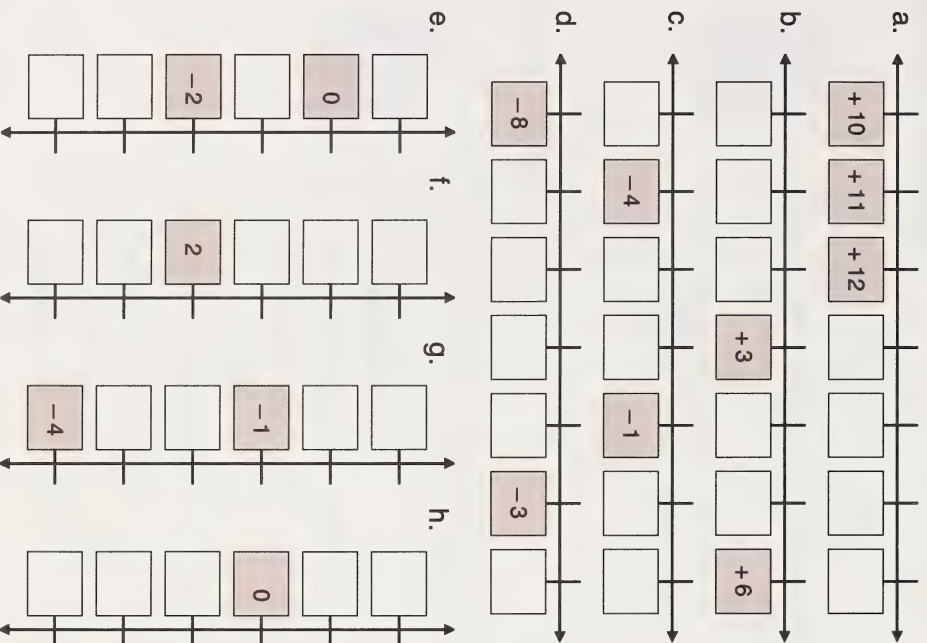 a.
+10 +11 +12
b.
+3 +6
c.
−4 −1
d.
−8 −3
e.
0
−2
f.
2
g.
−1
−4
h.
0